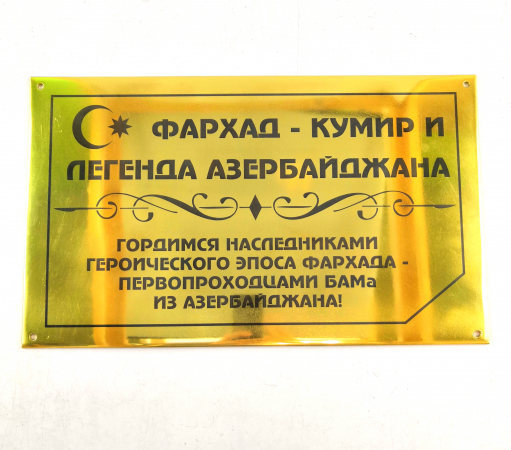 ФАРХАД - КУМИР И
ЛЕГЕНДА АЗЕРБАЙДЖАНА
ГОРДИМСЯ НАСЛЕДНИКАМИ
ГЕРОИЧЕСКОГО ЭПОСА ФАРХАДА -
ПЕРВОПРОХОДЦАМИ БАМа
ИЗ АЗЕРБАЙДЖАНА!